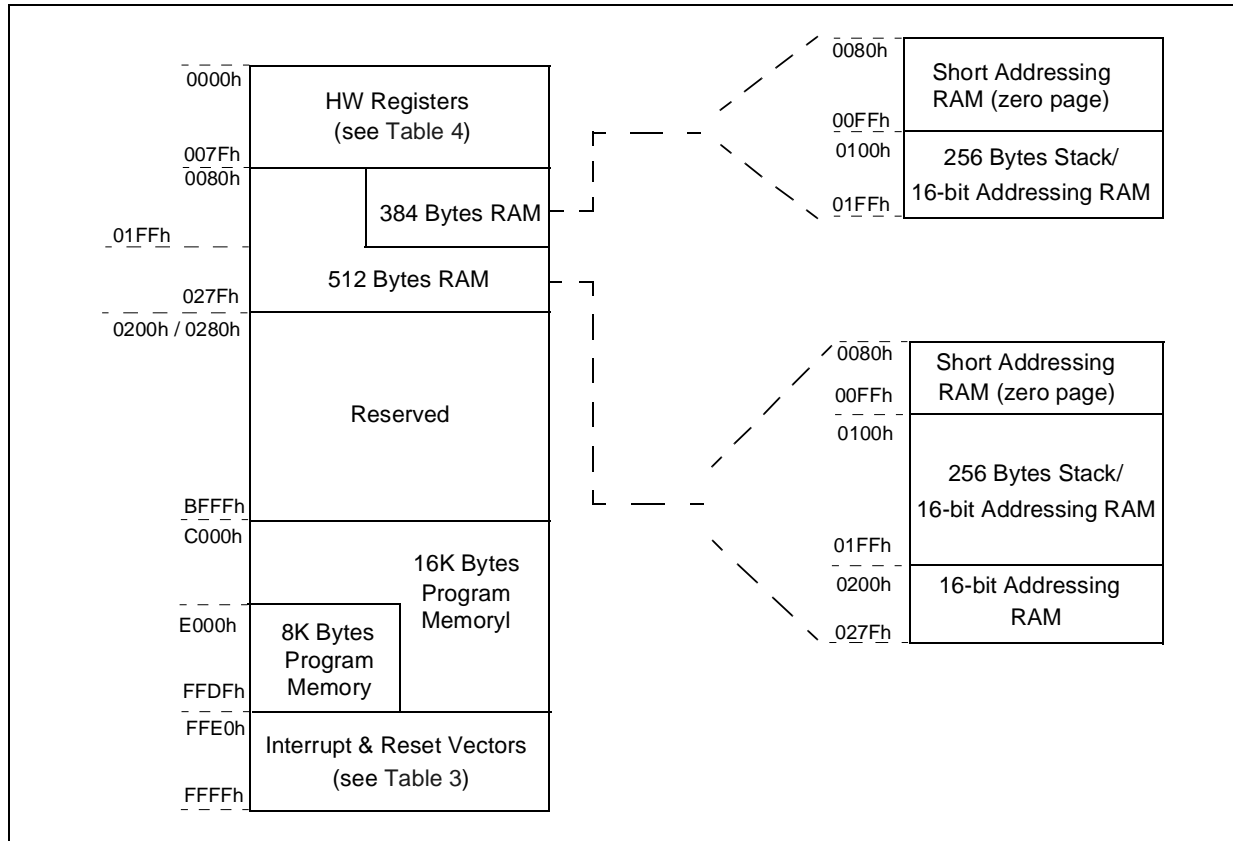 0000h
HW Registers
(see Table 4)
007Fh
0080h
384 Bytes RAM
01FFh
512 Bytes RAM
027Fh
0200h / 0280h
Reserved
BFFFh
C000h
16K Bytes
Program
Memoryl
E000h
8K Bytes
Program
Memory
FFDFh
FFE0h
Interrupt & Reset Vectors
(see Table 3)
FFFFh
0080h
Short Addressing
RAM (zero page)
00FFh
0100h
256 Bytes Stack/
16-bit Addressing RAM
01FFh
0080h
Short Addressing
RAM (zero page)
00FFh
0100h
256 Bytes Stack/
16-bit Addressing RAM
01FFh
0200h
16-bit Addressing
RAM
027Fh